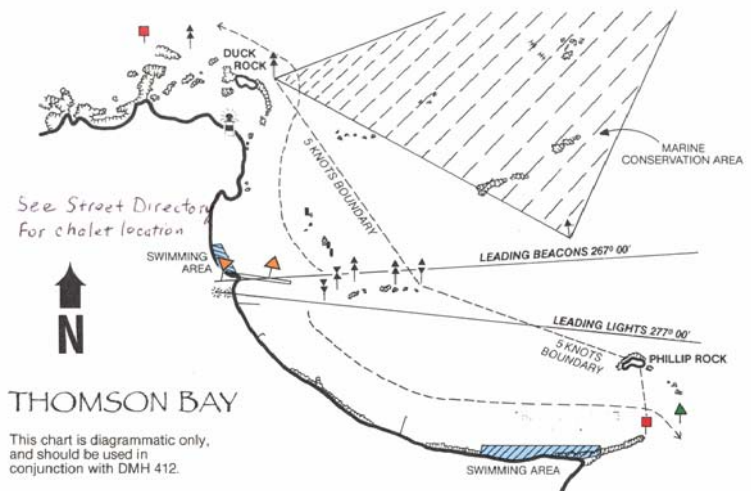 DUCK
ROCK
5 KNOTS BOUNDARY
MARINE
CONSERVATION AREA
See Street Directory
For chalet location
SWIMMING
AREA
LEADING BEACONS 267° 00'
LEADING LIGHTS 277° 00'
N
5 KNOTS
BOUNDARY
PHILLIP ROCK
THOMSON BAY
This chart is diagrammatic only,
and should be used in
conjunction with DMH 412.
SWIMMING AREA